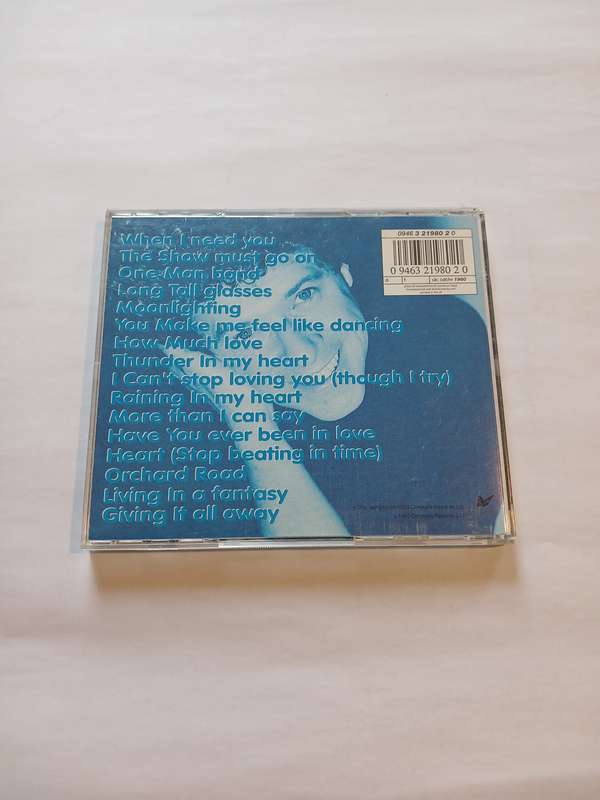 When I need you
The Show must go on
One Man band
Long Tall glasses
Moonlighting
You Make me feel like dancing
How Much love
Thunder In my heart
I Can't stop loving you (though I try)
Raining In my heart
More than I can say
Have You ever been in love
Heart (Stop beating in time)
Orchard Road
Living In a fantasy
Giving It all away
0946 3 21980 2 0
0 09463 21980 2 0
1980